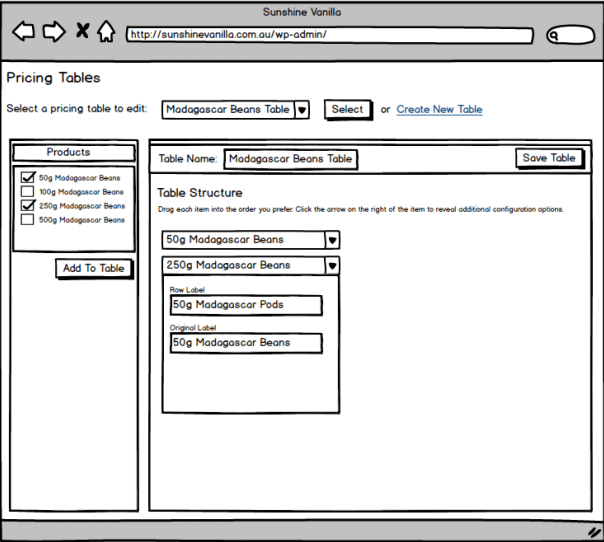 Sunshine Vanilla
http://sunshinevanilla.com.au/wp-admin/
Pricing Tables
Select a pricing table to edit: Madagascar Beans Table Select or Create New Table
Products
50g Madagascar Beans
100g Madagascar Beans
250g Madagascar Beans
500g Madagascar Beans
Add To Table
Table Name: Madagascar Beans Table Save Table
Table Structure
Drag each item into the order you prefer. Click the arrow on the right of the item to reveal additional configuration options.
50g Madagascar Beans
250g Madagascar Beans
Row Label
50g Madagascar Pods
Original Label
50g Madagascar Beans